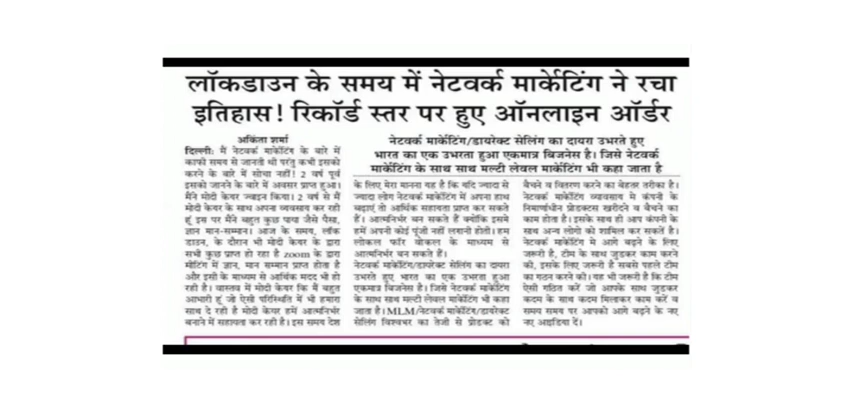 लॉकडाउन के समय में नेटवर्क मार्केटिंग ने रचा
इतिहास! रिकॉर्ड स्तर पर हुए ऑनलाइन ऑर्डर
अकिंता शर्मा
दिल्ली: मैं नेटवर्क मार्केटिंग के बारे में
काफी समय से जानती थी परंतु कभी इसको
करने के बारे में सोचा नहीं! 2 वर्ष पूर्व
इसको जानने के बारे में अवसर प्राप्त हुआ।
मैंने मोदी केयर ज्वाइन किया। 2 वर्ष से मैं
मोदी केयर के साथ अपना व्यवसाय कर रही
हूं इस पर मैंने बहुत कुछ पाया जैसे पैसा,
ज्ञान मान-सम्मान। आज के समय, लॉक
डाउन, के दौरान भी मोदी केयर के द्वारा
सभी कुछ प्राप्त हो रहा है zoom के द्वारा
मीटिंग में ज्ञान, मान सम्मान प्राप्त होता है
और इसी के माध्यम से आर्थिक मदद भी हो
रही है। वास्तव में मोदी केयर कि मैं बहुत
आभारी हूं जो ऐसी परिस्थिति में भी हमारा
साथ दे रही है मोदी केयर हमें आत्मनिर्भर
बनाने में सहायता कर रही है। इस समय देश
नेटवर्क मार्केटिंग/डायरेक्ट सेलिंग का दायरा उभरते हुए
भारत का एक उभरता हुआ एकमात्र बिजनेस है। जिसे नेटवर्क
मार्केटिंग के साथ साथ मल्टी लेवल मार्केटिंग भी कहा जाता है
के लिए मेरा मानना यह है कि यदि ज्यादा से
ज्यादा लोग नेटवर्क मार्केटिंग में अपना हाथ
बढ़ाएं तो आर्थिक सहायता प्राप्त कर सकते
हैं। आत्मनिर्भर बन सकते हैं क्योंकि इसमें
हमें अपनी कोई पूंजी नहीं लगानी होती। हम
लोकल फॉर वोकल के माध्यम से
आत्मनिर्भर बन सकते हैं।
नेटवर्क मार्केटिंग/डायरेक्ट सेलिंग का दायरा
उभरते हुए भारत का एक उभरता हुआ
एकमात्र बिजनेस है। जिसे नेटवर्क मार्केटिंग
के साथ साथ मल्टी लेवल मार्केटिंग भी कहा
जाता है। MLM/नेटवर्क मार्केटिंग/डायरेक्ट
सेलिंग विश्वभर का तेजी से प्रोडक्ट को
बेचने व वितरण करने का बेहतर तरीका है।
नेटवर्क मार्केटिंग व्यावसाय मे कंपनी के
निमार्णाधीन प्रोडक्टस खरीदने व बैचने का
काम होता है। इसके साथ ही आप कंपनी के
साथ अन्य लोगो को शामिल कर सकतें है।
नेटवर्क मार्केटिंग मे आगे बढ़ने के लिए
जरूरी है, टीम के साथ जुडकर काम करने
की, इसके लिए जरूरी है सबसे पहले टीम
का गठन करने की। यह भी जरूरी है कि टीम
ऐसी गठित करें जो आपके साथ जुडकर
कदम के साथ कदम मिलाकर काम करें व
समय समय पर आपको आगे बढ़ने के नए
नए आइडिया दें।